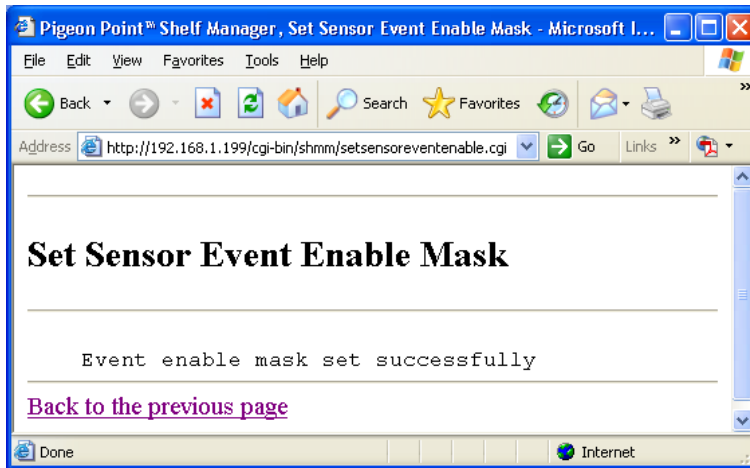 Pigeon Point™ Shelf Manager, Set Sensor Event Enable Mask - Microsoft I...
File Edit View Favorites Tools Help
Back Search Favorites »
Address http://192.168.1.199/cgi-bin/shmm/setsensoreventenable.cgi Go Links »
Set Sensor Event Enable Mask
Event enable mask set successfully
Back to the previous page
Done Internet